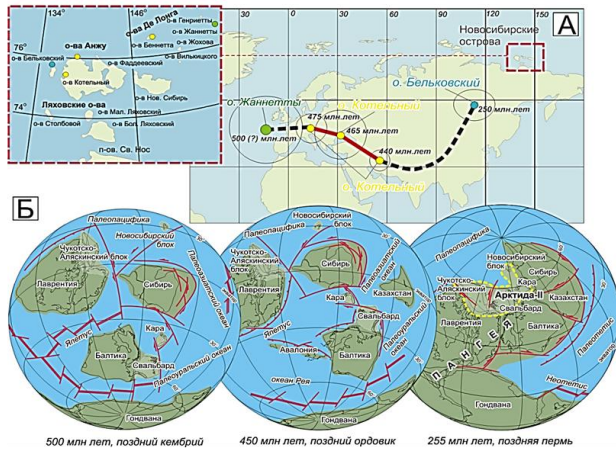 134°
146°
о-ва Де Лонга
о-в Генриетты
о-в Жаннетты
о-в Жохова
о-в Вилькицкого
о-в Беннетта
76°
о-ва Анжу
о-в Бельковский
о-в Фаддеевский
о-в Котельный
о-в Нов. Сибирь
Ляховские о-ва
74°
о-в Мал. Ляховский
о-в Столбовой
о-в Бол. Ляховский
п-ов. Св. Нос
А
30
0
30
60
90
120
150
Новосибирские
острова
о. Бельковский
о. Котельный
о. Жаннетты
475 млн.лет
465 млн.лет
250 млн.лет
500 (?) млн.лет
440 млн.лет
о. Котельный
30
Б
Палеопацифика
Новосибирский
блок
Чукотско-
Аляскинский
блок
Лаврентия
Сибирь
Палеоазиатский океан
Кара
Япетус
Палеоуральский океан
Балтика
Свальбард
Гондвана
Палеопацифика
Новосибирский
блок
Чукотско-
Аляскинский
блок
Лаврентия
Сибирь
Палеоазиатский
океан
Казахстан
Кара
Свальбард
Япетус
Палеоуральский
океан
Авалония
Балтика
океан Рея
Гондвана
Палеопацифика
Новосибирский
блок
Сибирь
Чукотско-
Аляскинский
блок
Кара
Арктида-II
Казахстан
Свальбард
Лаврентия
Балтика
ПАНГЕЯ
Палеотетис
Неотетис
Гондвана
500 млн лет, поздний кембрий
450 млн лет, поздний ордовик
255 млн лет, поздняя пермь